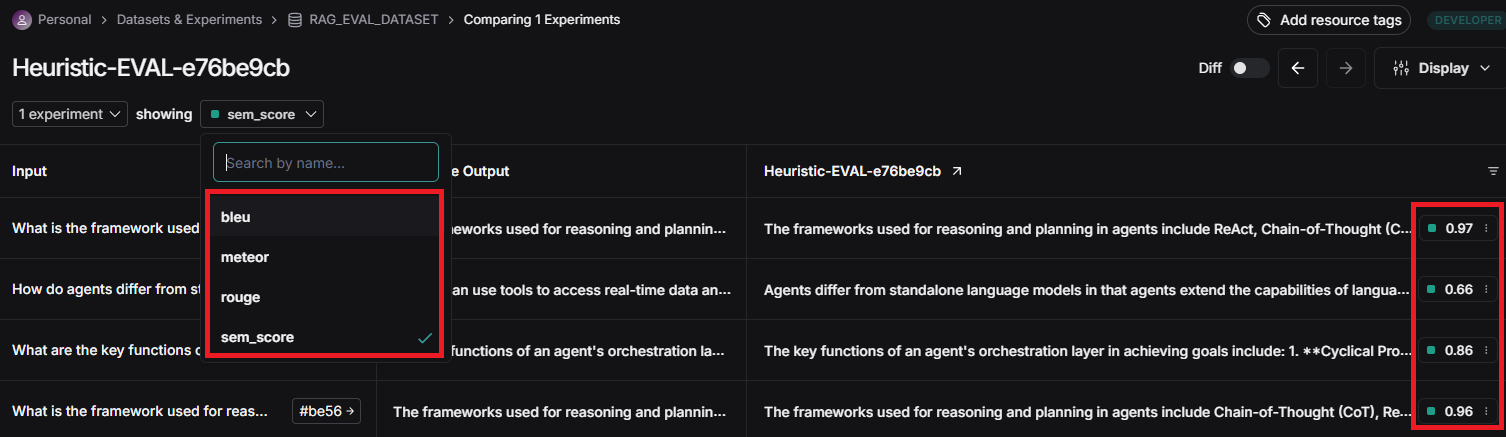 Personal > Datasets & Experiments > RAG_EVAL_DATASET > Comparing 1 Experiments
Add resource tags
DEVELOPER
Heuristic-EVAL-e76be9cb
Diff
Display
1 experiment showing sem_score
Search by name...
bleu
meteor
rouge
sem_score
Input
Output
Heuristic-EVAL-e76be9cb
What is the framework used
used for reasoning and plannin...
The frameworks used for reasoning and planning in agents include ReAct, Chain-of-Thought (C...
0.97
How do agents differ from
an use tools to access real-time data an...
Agents differ from standalone language models in that agents extend the capabilities of langua...
0.66
What are the key functions
functions of an agent's orchestration la...
The key functions of an agent's orchestration layer in achieving goals include: 1. **Cyclical Pro...
0.86
What is the framework used for reas...
#be56
The frameworks used for reasoning and plannin...
The frameworks used for reasoning and planning in agents include Chain-of-Thought (CoT), Re...
0.96